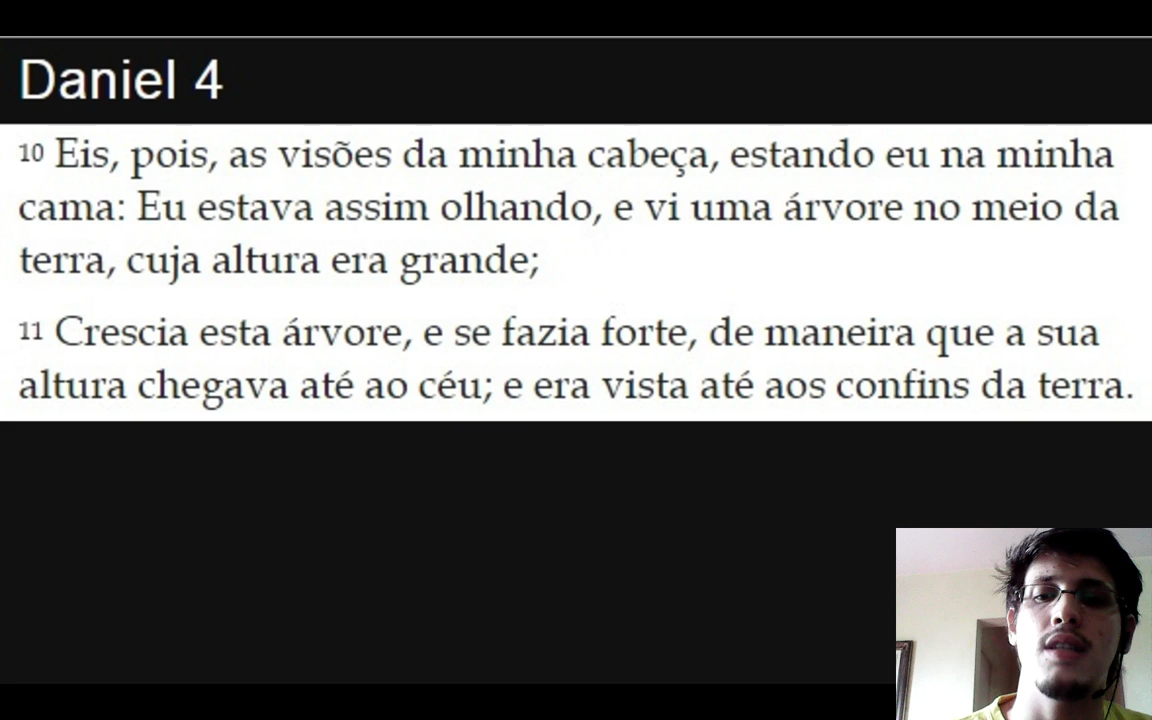 Daniel 4
10 Eis, pois, as visões da minha cabeça, estando eu na minha
cama: Eu estava assim olhando, e vi uma árvore no meio da
terra, cuja altura era grande;
11 Crescia esta árvore, e se fazia forte, de maneira que a sua
altura chegava até ao céu; e era vista até aos confins da terra.